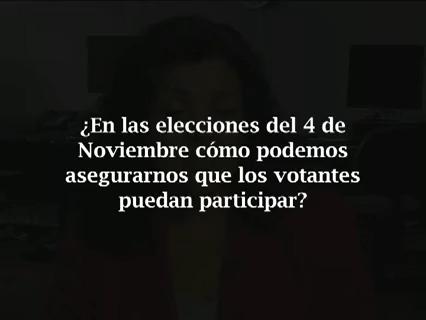 ¿En las elecciones del 4 de
Noviembre cómo podemos
asegurarnos que los votantes
puedan participar?